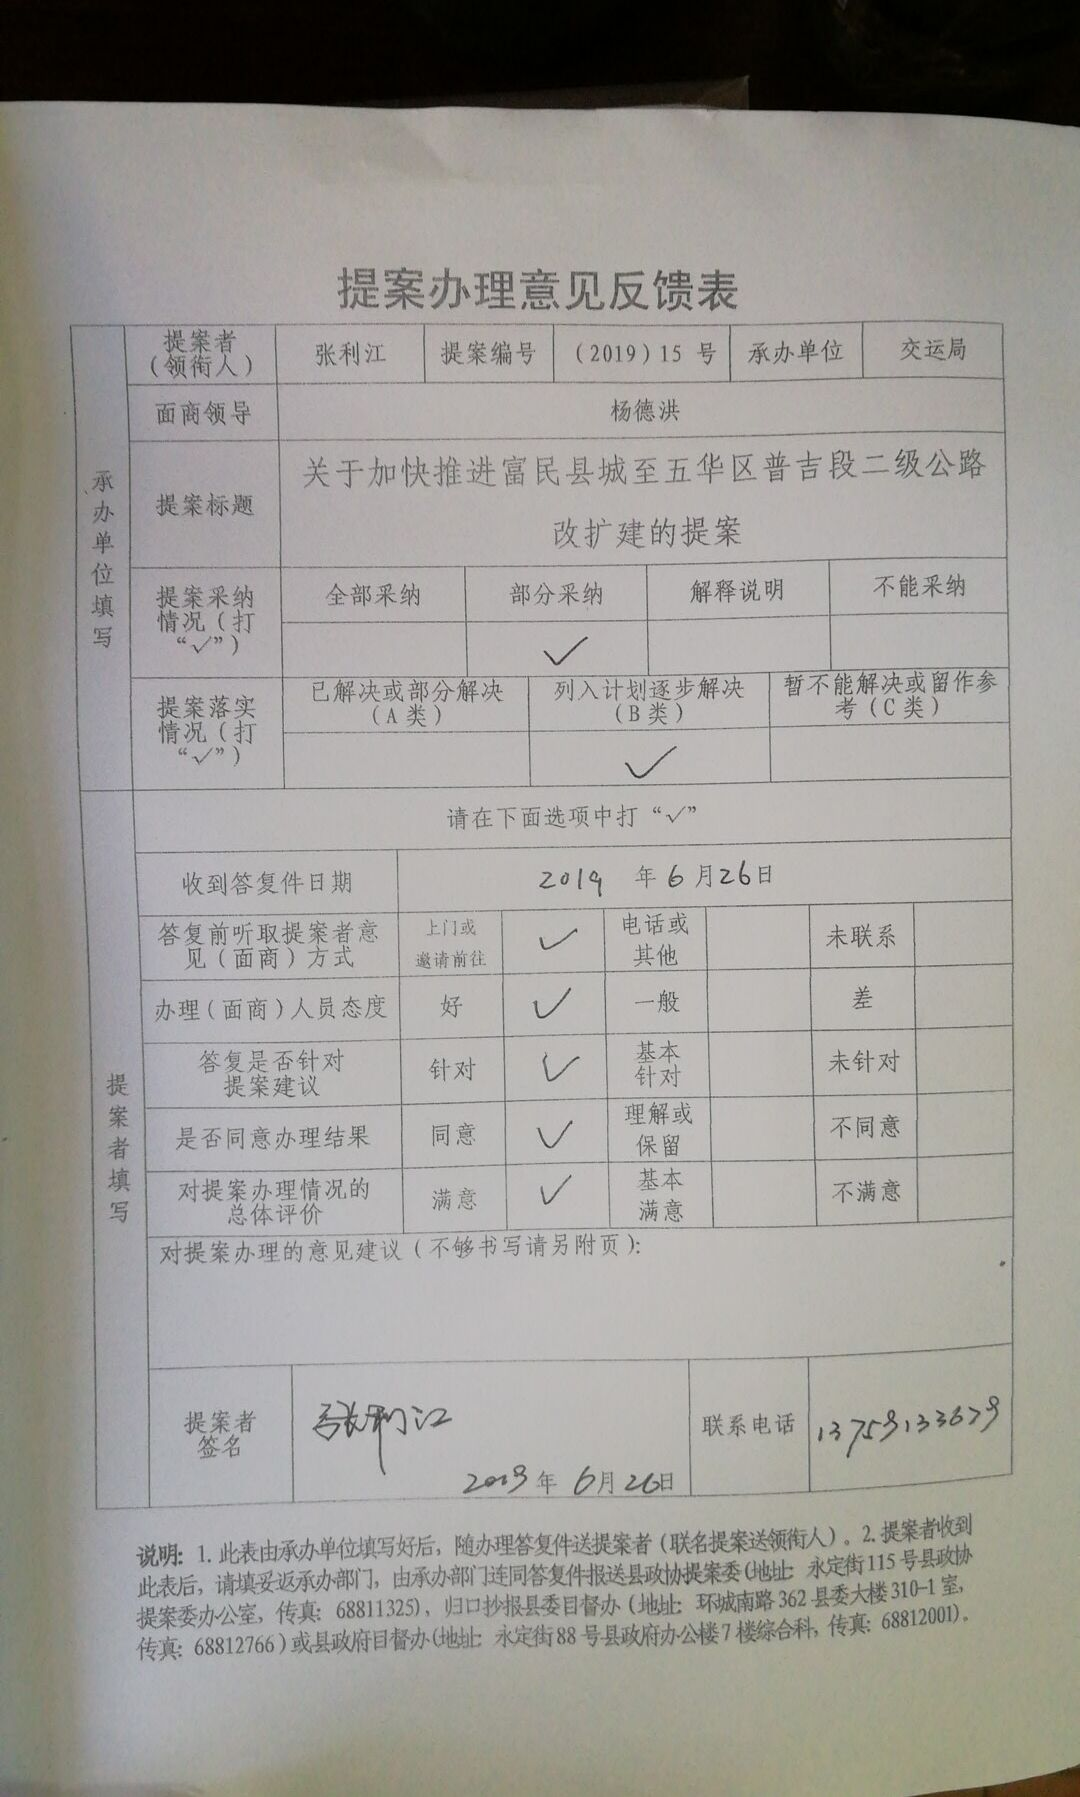 提案办理意见反馈表
承办单位填写
提案者
（领衔人）
张利江
提案编号
（2019）15 号
承办单位
交运局
面商领导
杨德洪
提案标题
关于加快推进富民县城至五华区普吉段二级公路
改扩建的提案
提案采纳
情况（打
“√”）
全部采纳
部分采纳
解释说明
不能采纳
✓
提案落实
情况（打
“√”）
已解决或部分解决
（A 类）
列入计划逐步解决
（B 类）
暂不能解决或留作参
考（C 类）
✓
提案者填写
请在下面选项中打“√”
收到答复件日期
2019 年 6 月 26 日
答复前听取提案者意
见（面商）方式
上门或
邀请前往
✓
电话或
其他
未联系
办理（面商）人员态度
好
✓
一般
差
答复是否针对
提案建议
针对
✓
基本
针对
未针对
是否同意办理结果
同意
✓
理解或
保留
不同意
对提案办理情况的
总体评价
满意
✓
基本
满意
不满意
对提案办理的意见建议（不够书写请另附页）：
提案者
签名
张利江
2019 年 6 月 26 日
联系电话
13759133679
说明：1. 此表由承办单位填写好后，随办理答复件送提案者（联名提案送领衔人）。2. 提案者收到
此表后，请填妥返承办部门，由承办部门连同答复件报送县政协提案委（地址：永定街 115 号县政协
提案委办公室，传真：68811325），归口抄报县委目督办（地址：环城南路 362 县委大楼 310-1 室，
传真：68812766）或县政府目督办（地址：永定街 88 号县政府办公楼 7 楼综合科，传真：68812001）。